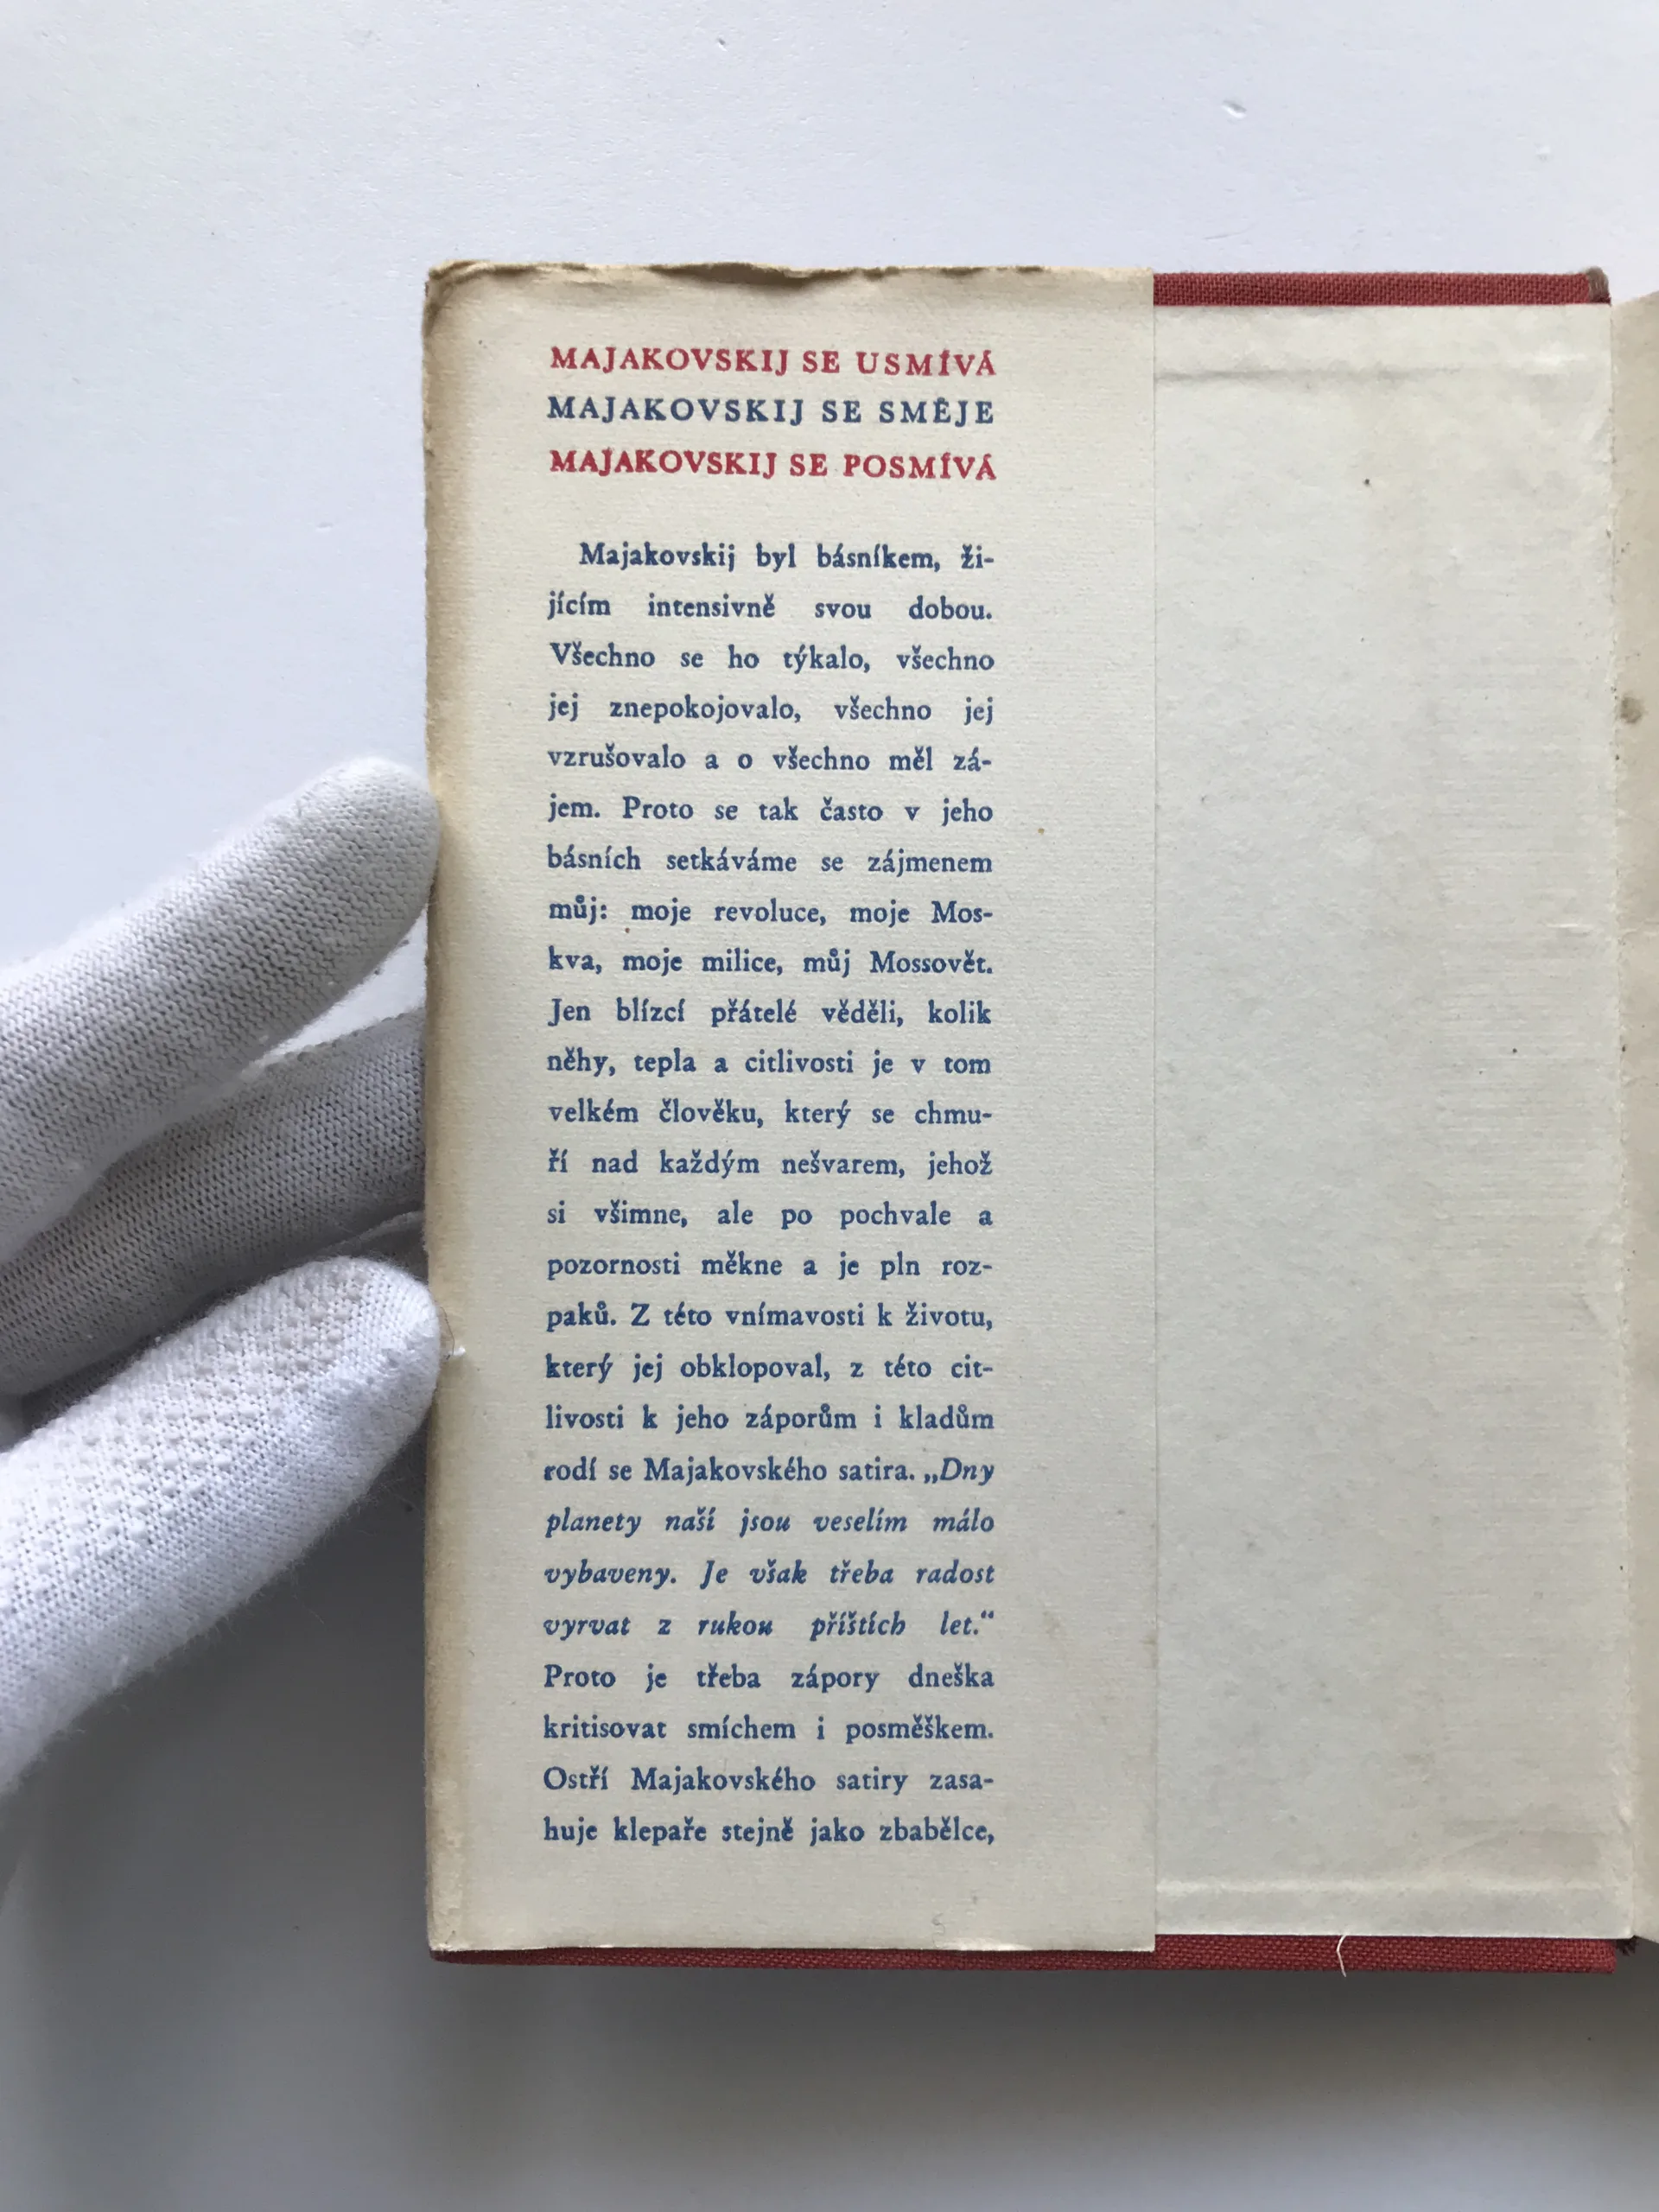 MAJAKOVSKIJ SE USMÍVÁ
MAJAKOVSKIJ SE SMĚJE
MAJAKOVSKIJ SE POSMÍVÁ
Majakovskij byl básníkem, ži-
jícím intensivně svou dobou.
Všechno se ho týkalo, všechno
jej znepokojovalo, všechno jej
vzrušovalo a o všechno měl zá-
jem. Proto se tak často v jeho
básních setkáváme se zájmenem
můj: moje revoluce, moje Mos-
kva, moje milice, můj Mossovět.
Jen blízcí přátelé věděli, kolik
něhy, tepla a citlivosti je v tom
velkém člověku, který se chmu-
ří nad každým nešvarem, jehož
si všimne, ale po pochvale a
pozornosti měkne a je pln roz-
paků. Z této vnímavosti k životu,
který jej obklopoval, z této cit-
livosti k jeho záporům i kladům
rodí se Majakovského satira. „Dny
planety naší jsou veselím málo
vybaveny. Je však třeba radost
vyrvat z rukou příštích let.“
Proto je třeba zápory dneška
kritisovat smíchem i posměškem.
Ostří Majakovského satiry zasa-
huje klepaře stejně jako zbabělce,